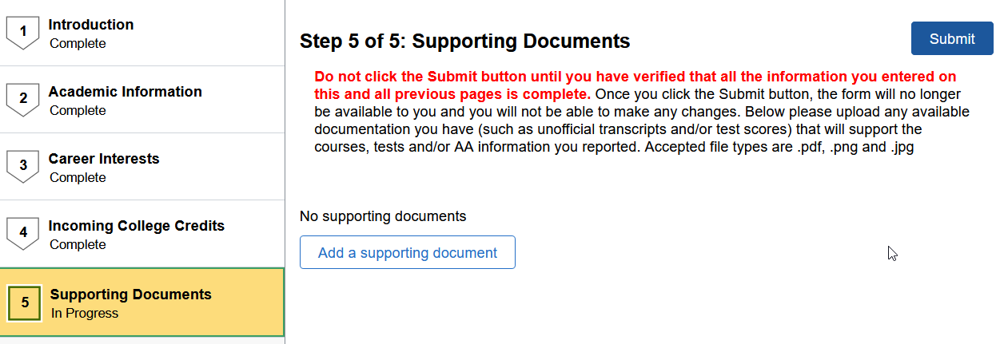 1
Introduction
Complete
2
Academic Information
Complete
3
Career Interests
Complete
4
Incoming College Credits
Complete
5
Supporting Documents
In Progress
Step 5 of 5: Supporting Documents
Submit
Do not click the Submit button until you have verified that all the information you entered on
this and all previous pages is complete. Once you click the Submit button, the form will no longer
be available to you and you will not be able to make any changes. Below please upload any available
documentation you have (such as unofficial transcripts and/or test scores) that will support the
courses, tests and/or AA information you reported. Accepted file types are .pdf, .png and .jpg
No supporting documents
Add a supporting document